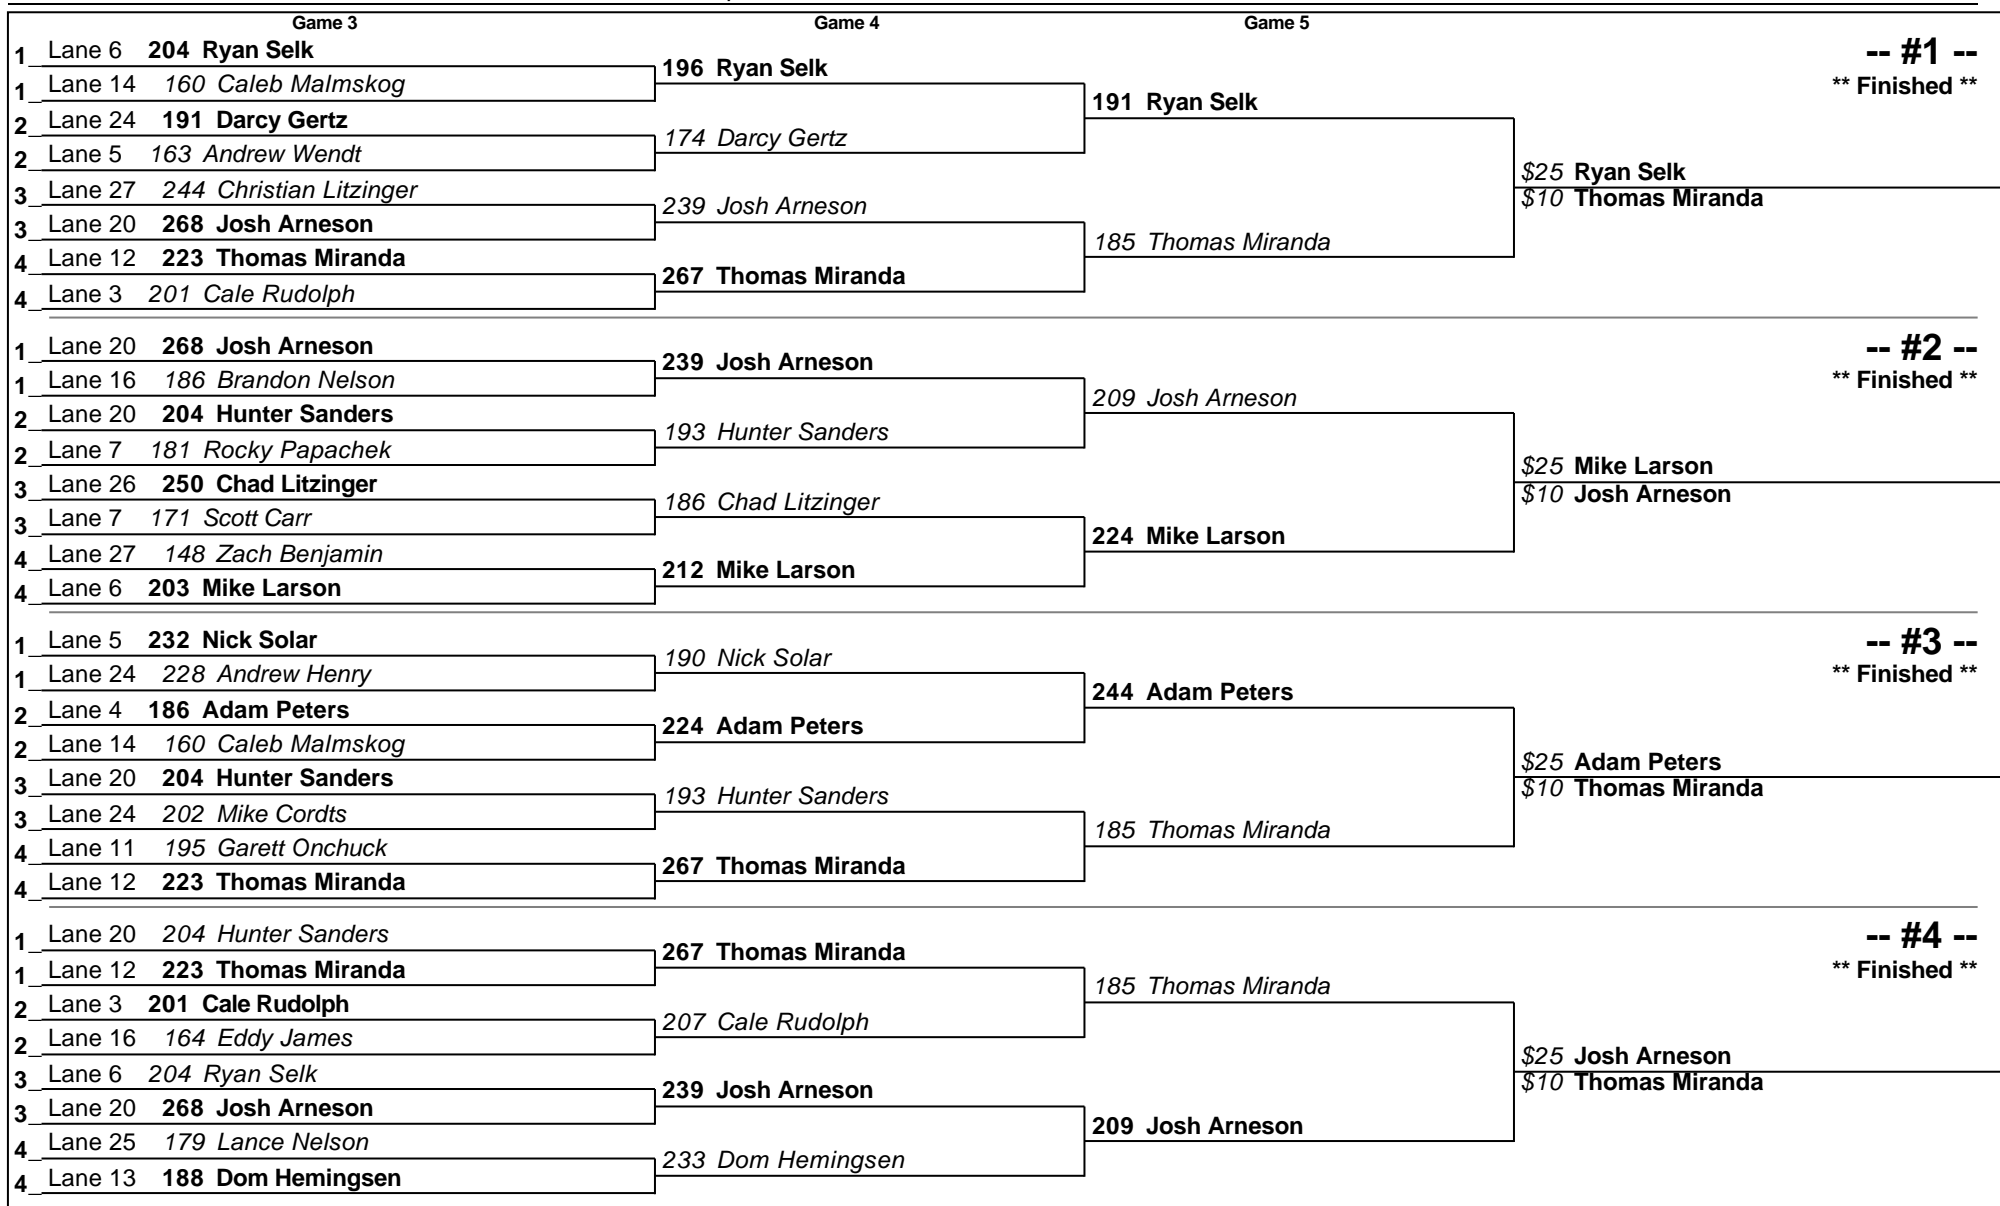 Game 3 Game 4 Game 5
1 Lane 6 204 Ryan Selk
1 Lane 14 160 Caleb Malmskog
2 Lane 24 191 Darcy Gertz
2 Lane 5 163 Andrew Wendt
3 Lane 27 244 Christian Litzinger
3 Lane 20 268 Josh Arneson
4 Lane 12 223 Thomas Miranda
4 Lane 3 201 Cale Rudolph
196 Ryan Selk
174 Darcy Gertz
239 Josh Arneson
267 Thomas Miranda
191 Ryan Selk
185 Thomas Miranda
$25 Ryan Selk
$10 Thomas Miranda
-- #1 --
** Finished **
1 Lane 20 268 Josh Arneson
1 Lane 16 186 Brandon Nelson
2 Lane 20 204 Hunter Sanders
2 Lane 7 181 Rocky Papachek
3 Lane 26 250 Chad Litzinger
3 Lane 7 171 Scott Carr
4 Lane 27 148 Zach Benjamin
4 Lane 6 203 Mike Larson
239 Josh Arneson
193 Hunter Sanders
186 Chad Litzinger
212 Mike Larson
209 Josh Arneson
224 Mike Larson
$25 Mike Larson
$10 Josh Arneson
-- #2 --
** Finished **
1 Lane 5 232 Nick Solar
1 Lane 24 228 Andrew Henry
2 Lane 4 186 Adam Peters
2 Lane 14 160 Caleb Malmskog
3 Lane 20 204 Hunter Sanders
3 Lane 24 202 Mike Cordts
4 Lane 11 195 Garett Onchuck
4 Lane 12 223 Thomas Miranda
190 Nick Solar
224 Adam Peters
193 Hunter Sanders
267 Thomas Miranda
244 Adam Peters
185 Thomas Miranda
$25 Adam Peters
$10 Thomas Miranda
-- #3 --
** Finished **
1 Lane 20 204 Hunter Sanders
1 Lane 12 223 Thomas Miranda
2 Lane 3 201 Cale Rudolph
2 Lane 16 164 Eddy James
3 Lane 6 204 Ryan Selk
3 Lane 20 268 Josh Arneson
4 Lane 25 179 Lance Nelson
4 Lane 13 188 Dom Hemingsen
267 Thomas Miranda
207 Cale Rudolph
239 Josh Arneson
233 Dom Hemingsen
185 Thomas Miranda
209 Josh Arneson
$25 Josh Arneson
$10 Thomas Miranda
-- #4 --
** Finished **